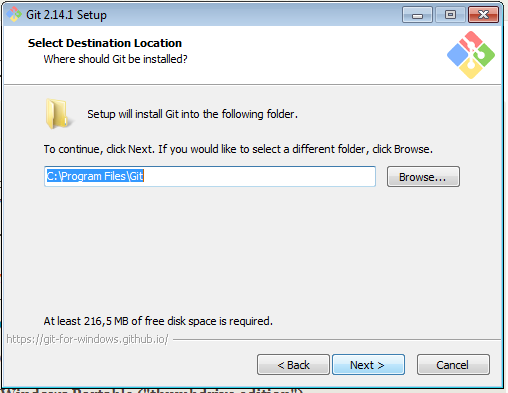 Git 2.14.1 Setup
Select Destination Location
Where should Git be installed?
Setup will install Git into the following folder.
To continue, click Next. If you would like to select a different folder, click Browse.
C:\Program Files\Git
Browse...
At least 216,5 MB of free disk space is required.
https://git-for-windows.github.io/
< Back
Next >
Cancel
Windows Portable ("thumbdrive edition")